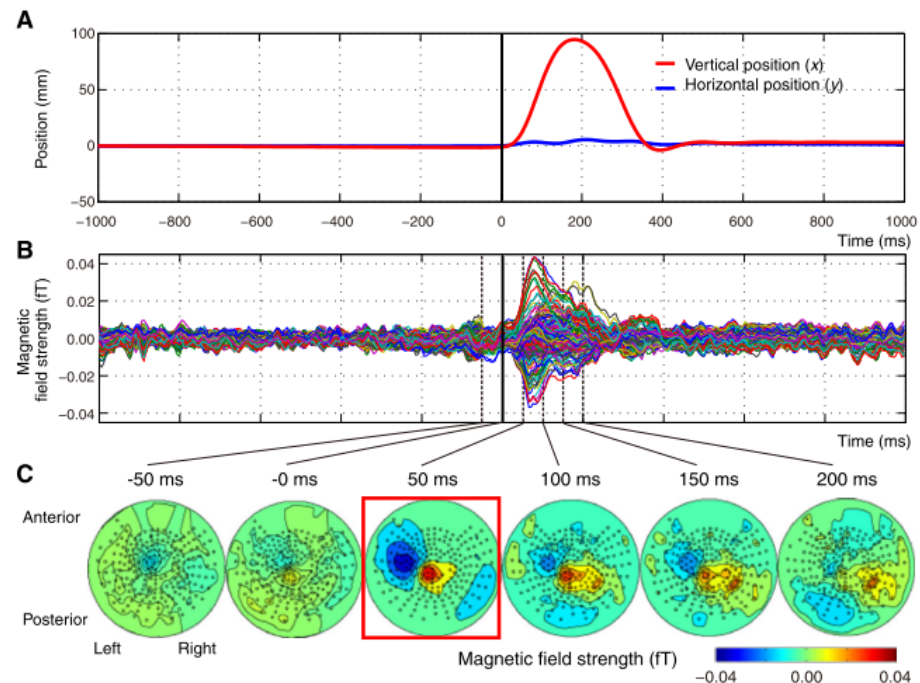 A
100
50
0
−50
Position (mm)
Vertical position (x)
Horizontal position (y)
−1000 −800 −600 −400 −200 0 200 400 600 800 1000
Time (ms)
B
0.04
0.02
0.00
−0.02
−0.04
Magnetic
field strength (fT)
Time (ms)
C
-50 ms -0 ms 50 ms 100 ms 150 ms 200 ms
Anterior
Posterior
Left Right
Magnetic field strength (fT)
−0.04 0.00 0.04